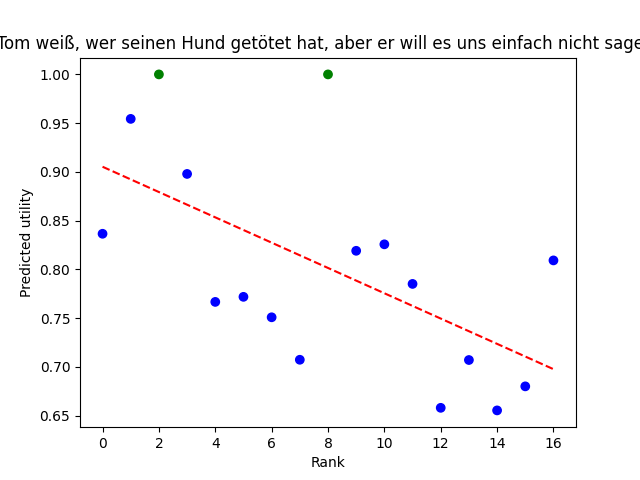 Tom weiß, wer seinen Hund getötet hat, aber er will es uns einfach nicht sage
1.00
0.95
0.90
0.85
0.80
0.75
0.70
0.65
Predicted utility
0 2 4 6 8 10 12 14 16
Rank